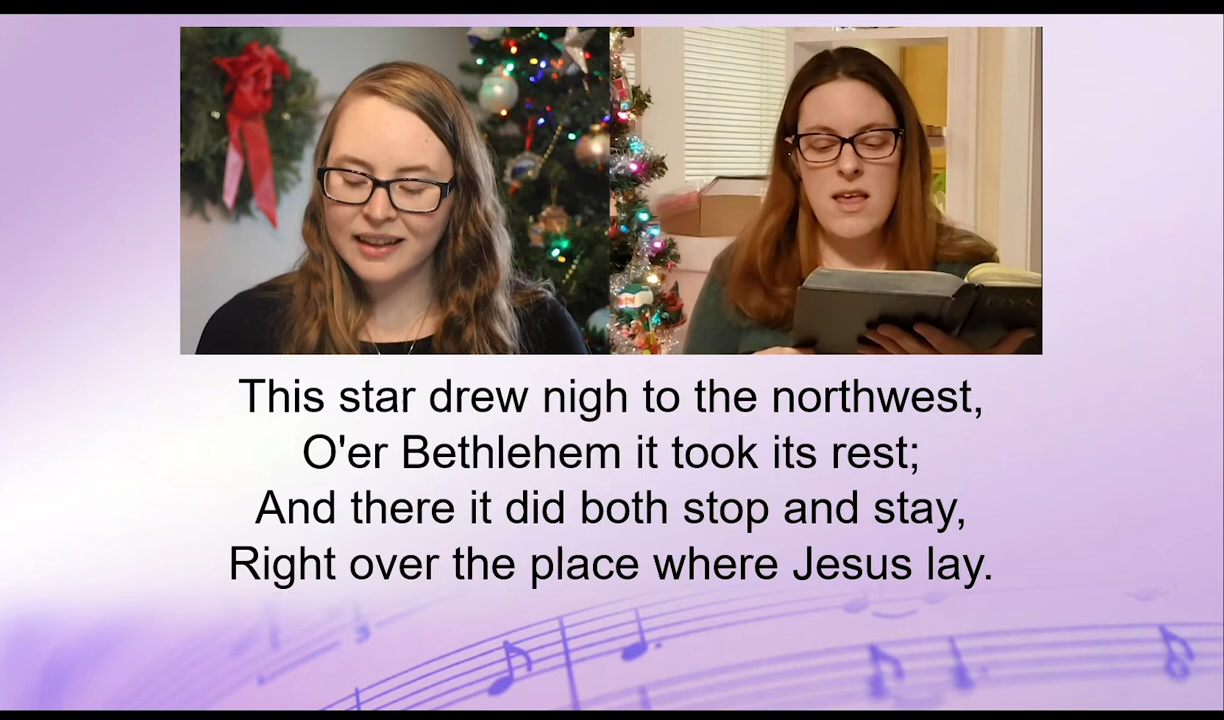 This star drew nigh to the northwest,
O'er Bethlehem it took its rest;
And there it did both stop and stay,
Right over the place where Jesus lay.